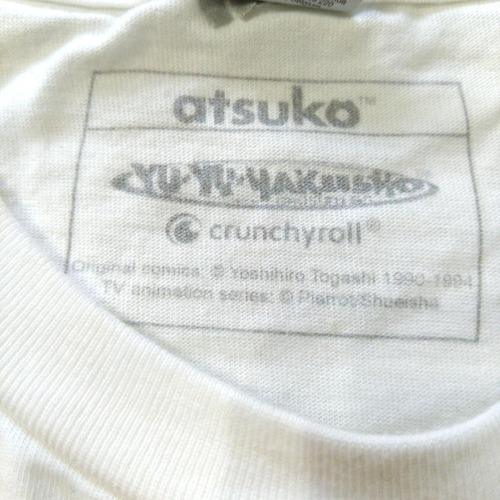 atsuko™
YU·YU·HAKUSHO
crunchyroll®
Original comics: © Yoshihiro Togashi 1990-1994
TV animation series: © Pierrot/Shueisha